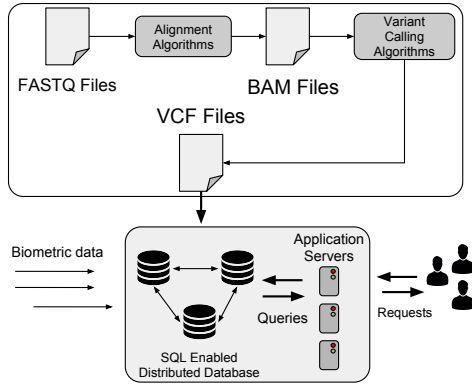 FASTQ Files
Alignment
Algorithms
BAM Files
Variant
Calling
Algorithms
VCF Files
Biometric data
Application
Servers
Queries
Requests
SQL Enabled
Distributed Database